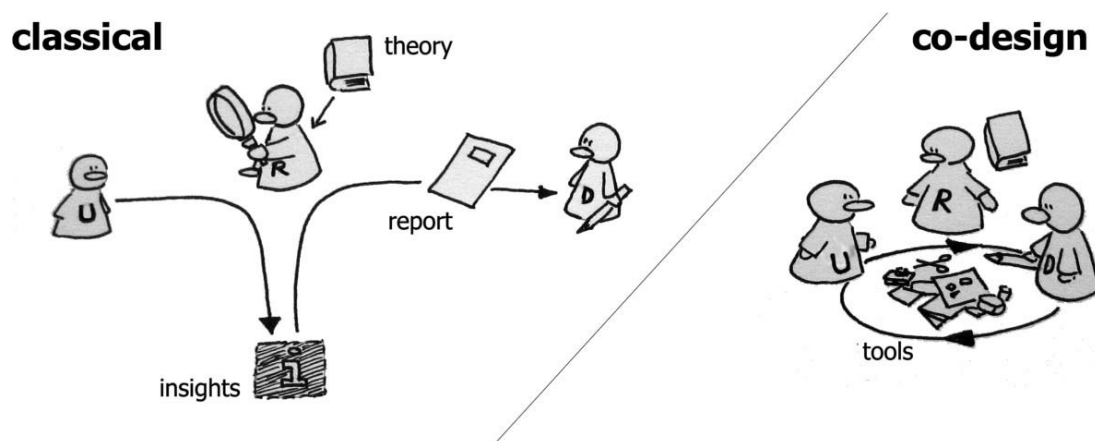 classical
theory
R
U
D
report
i
insights
co-design
R
U
D
tools